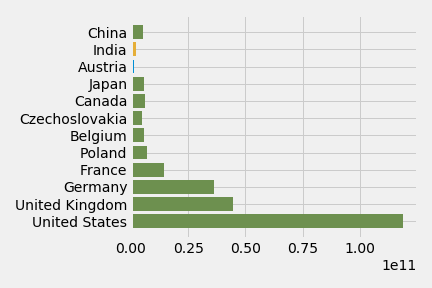 China
India
Austria
Japan
Canada
Czechoslovakia
Belgium
Poland
France
Germany
United Kingdom
United States
0.00 0.25 0.50 0.75 1.00
1e11